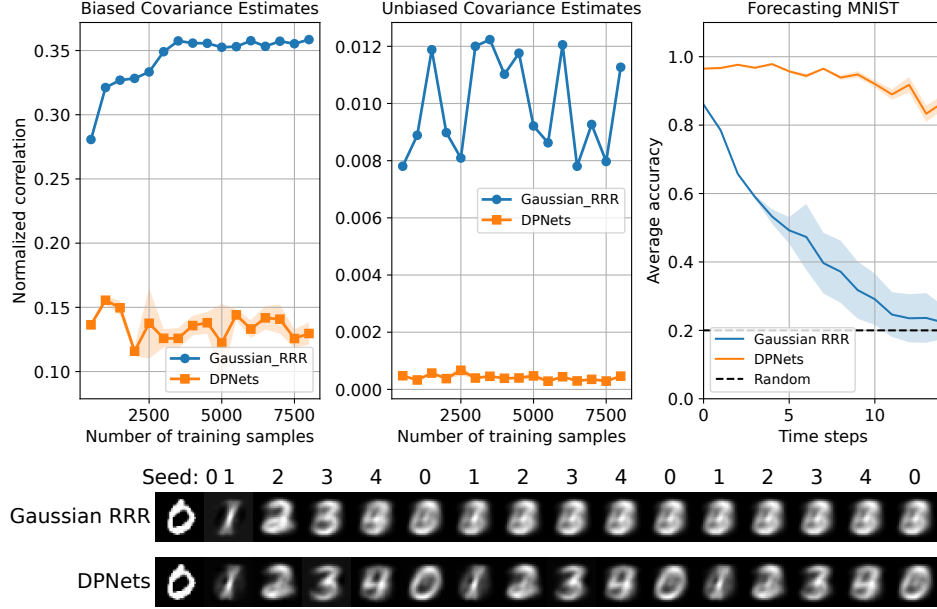 Biased Covariance Estimates
Normalized correlation
0.35
0.30
0.25
0.20
0.15
0.10
Gaussian_RRR
DPNets
2500 5000 7500
Number of training samples
Unbiased Covariance Estimates
0.012
0.010
0.008
0.006
0.004
0.002
0.000
Gaussian_RRR
DPNets
2500 5000 7500
Number of training samples
Forecasting MNIST
Average accuracy
1.0
0.8
0.6
0.4
0.2
0.0
Gaussian RRR
DPNets
Random
0 5 10
Time steps
Seed: 0 1 2 3 4 0 1 2 3 4 0 1 2 3 4 0
Gaussian RRR
DPNets